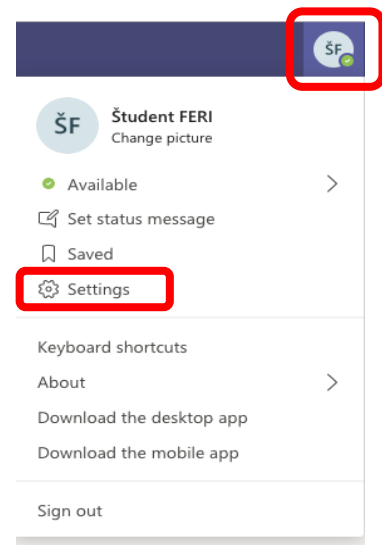 ŠF
ŠF
Študent FERI
Change picture
Available
Set status message
Saved
Settings
Keyboard shortcuts
About
Download the desktop app
Download the mobile app
Sign out